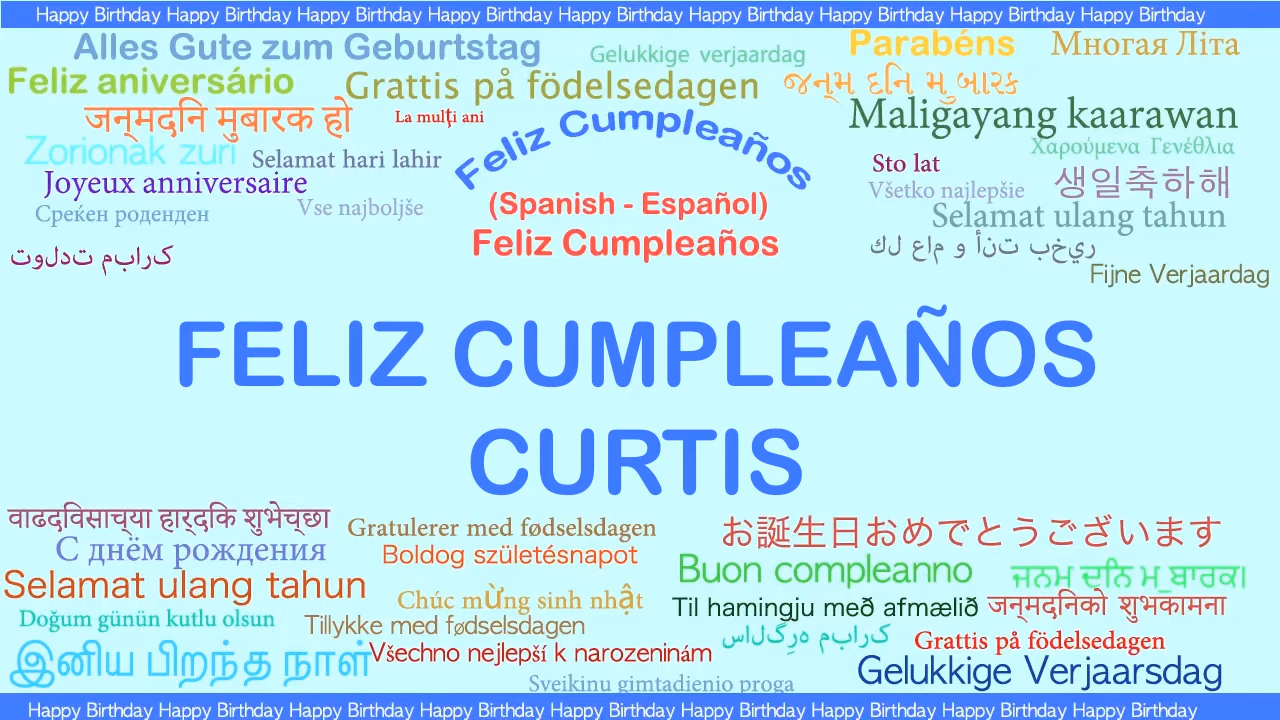 Happy Birthday Happy Birthday Happy Birthday Happy Birthday Happy Birthday Happy Birthday Happy Birthday Happy Birthday Happy Birthday
Alles Gute zum Geburtstag
Gelukkige verjaardag
Parabéns
Многая Літа
Feliz aniversário
Grattis på födelsedagen
જન્મ દિન મુબારક
जन्मदिन मुबारक हो
La mulţi ani
Feliz Cumpleaños
Maligayang kaarawan
Zorionak zuri
Selamat hari lahir
Χαρούμενα Γενέθλια
Sto lat
Joyeux anniversaire
Všetko najlepšie
생일축하해
(Spanish - Español)
Среќен роденден
Vse najboljše
Selamat ulang tahun
Feliz Cumpleaños
تولدت مبارک
كل عام و أنت بخير
Fijne Verjaardag
FELIZ CUMPLEAÑOS
CURTIS
वाढदिवसाच्या हार्दिक शुभेच्छा
Gratulerer med fødselsdagen
お誕生日おめでとうございます
С днём рождения
Boldog születésnapot
Buon compleanno
ਜਨਮ ਦਿਨ ਮੁਬਾਰਕ।
Selamat ulang tahun
Chúc mừng sinh nhật
Til hamingju með afmælið
जन्मदिनको शुभकामना
Doğum günün kutlu olsun
Tillykke med fødselsdagen
سالگرہ مبارک
Grattis på födelsedagen
இனிய பிறந்த நாள்
Všechno nejlepší k narozeninám
Gelukkige Verjaarsdag
Sveikinu gimtadienio proga
Happy Birthday Happy Birthday Happy Birthday Happy Birthday Happy Birthday Happy Birthday Happy Birthday Happy Birthday Happy Birthday